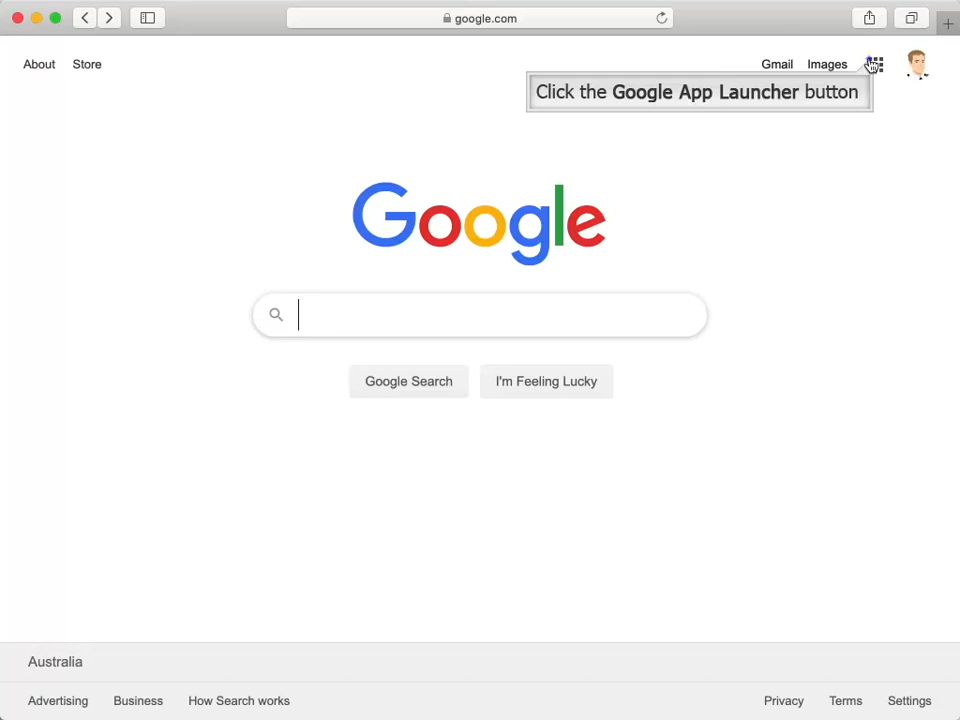 google.com
About
Store
Gmail
Images
Click the Google App Launcher button
Google
Google Search
I'm Feeling Lucky
Australia
Advertising
Business
How Search works
Privacy
Terms
Settings